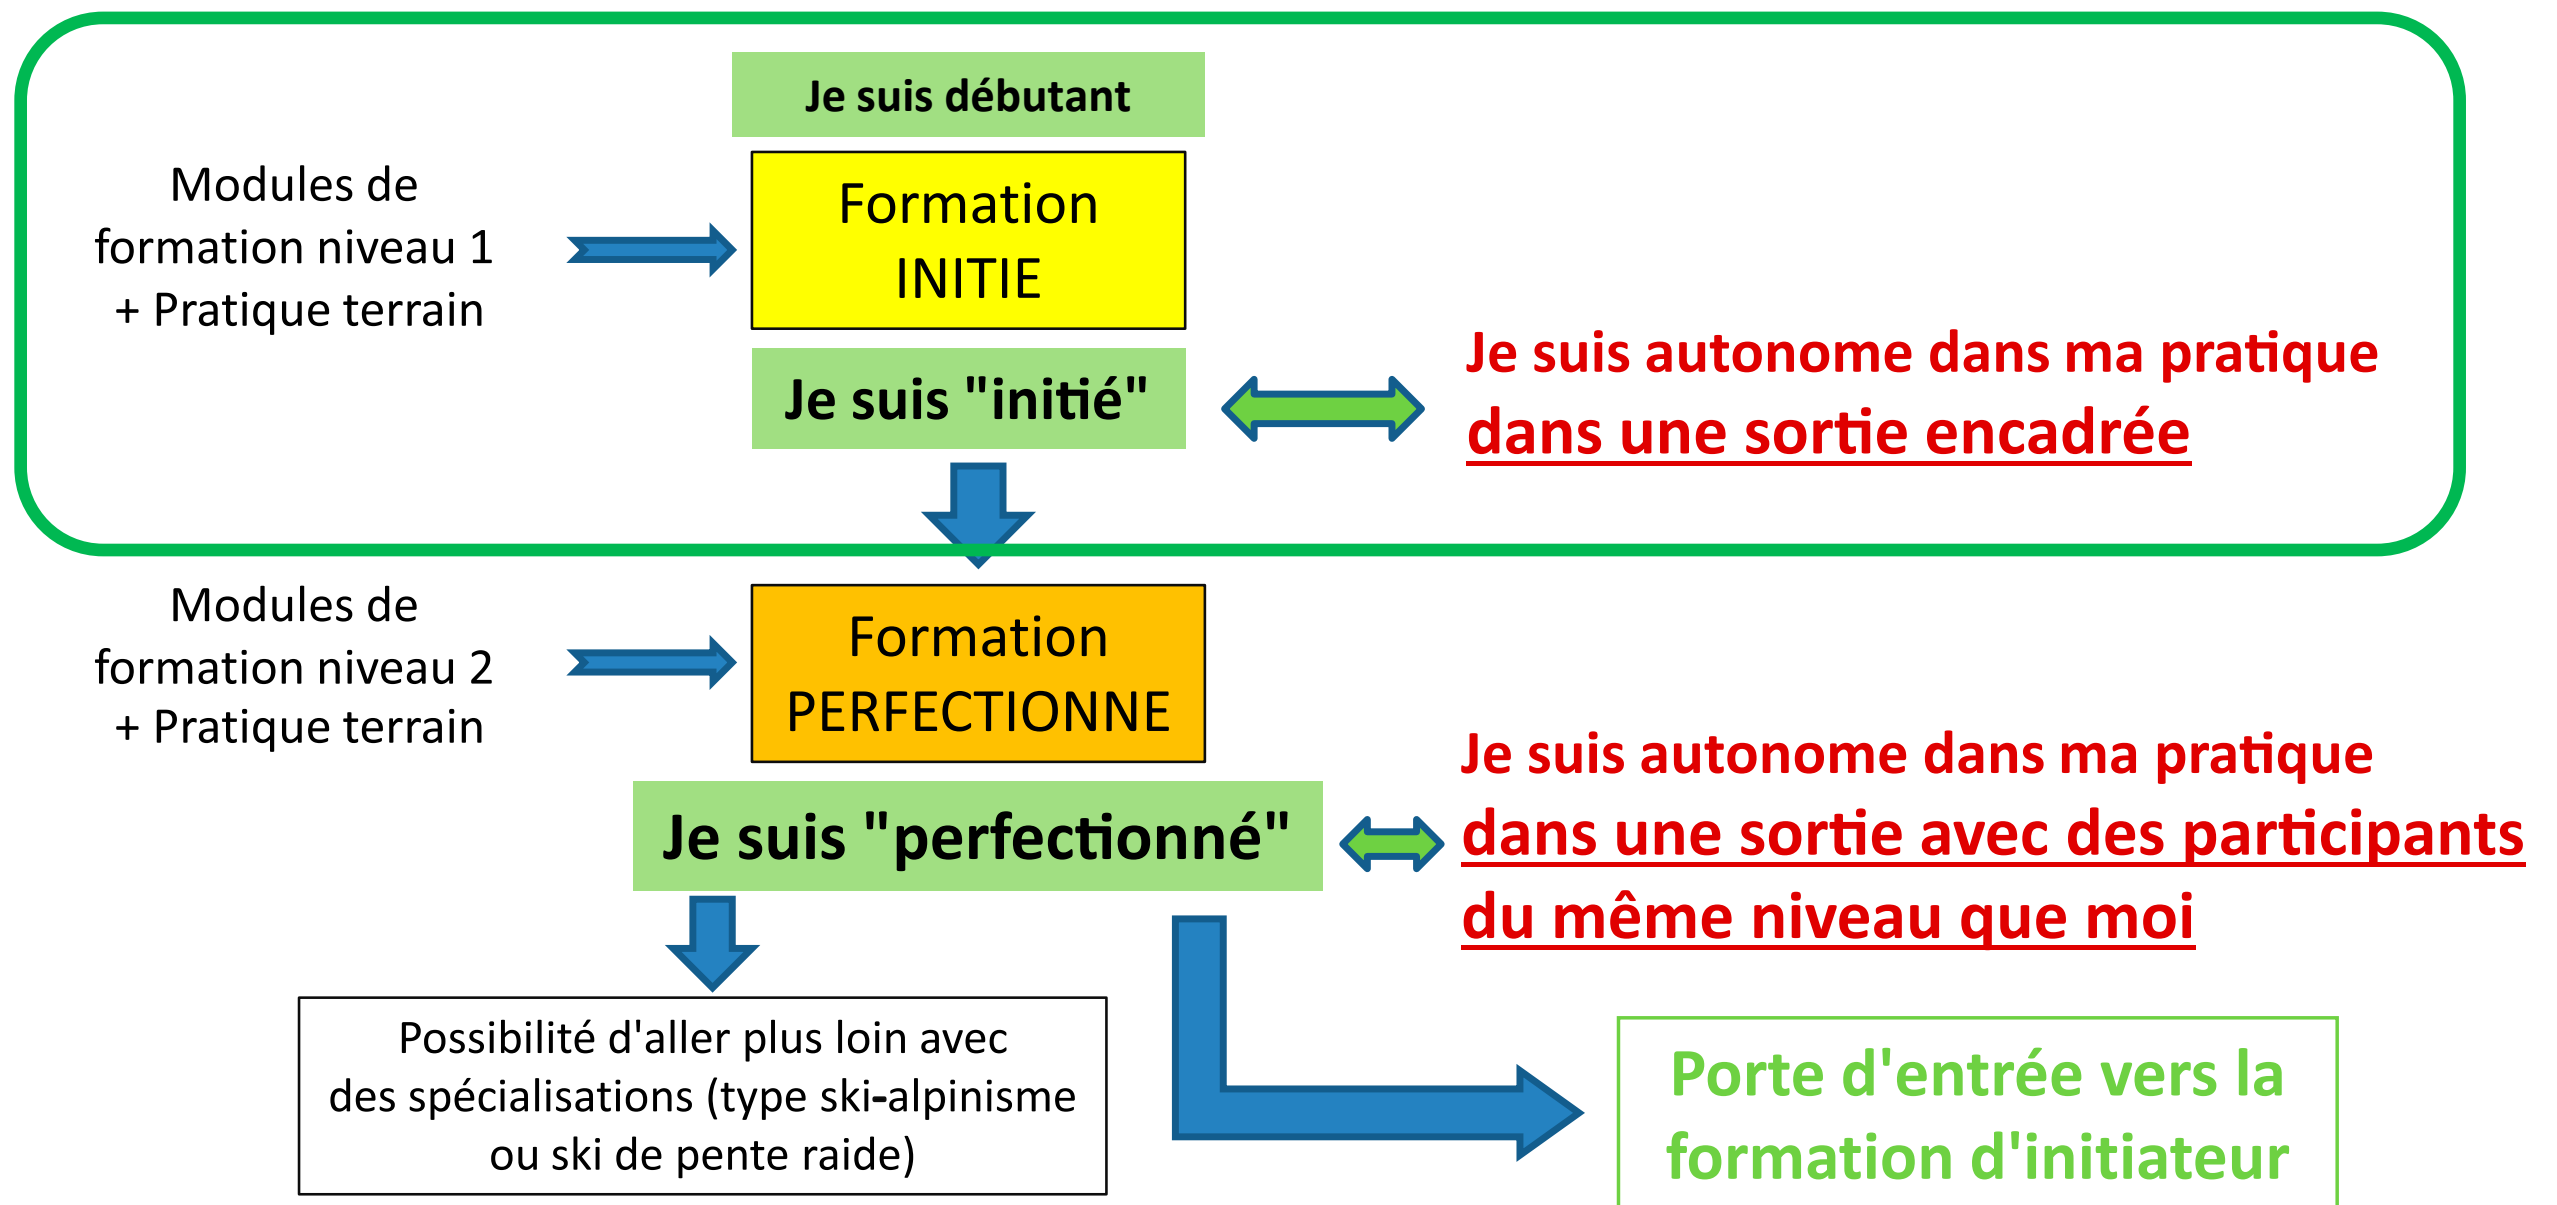 Je suis débutant
Modules de
formation niveau 1
+ Pratique terrain
Formation
INITIE
Je suis "initié"
Je suis autonome dans ma pratique
dans une sortie encadrée
Modules de
formation niveau 2
+ Pratique terrain
Formation
PERFECTIONNE
Je suis "perfectionné"
Je suis autonome dans ma pratique
dans une sortie avec des participants
du même niveau que moi
Possibilité d'aller plus loin avec
des spécialisations (type ski-alpinisme
ou ski de pente raide)
Porte d'entrée vers la
formation d'initiateur